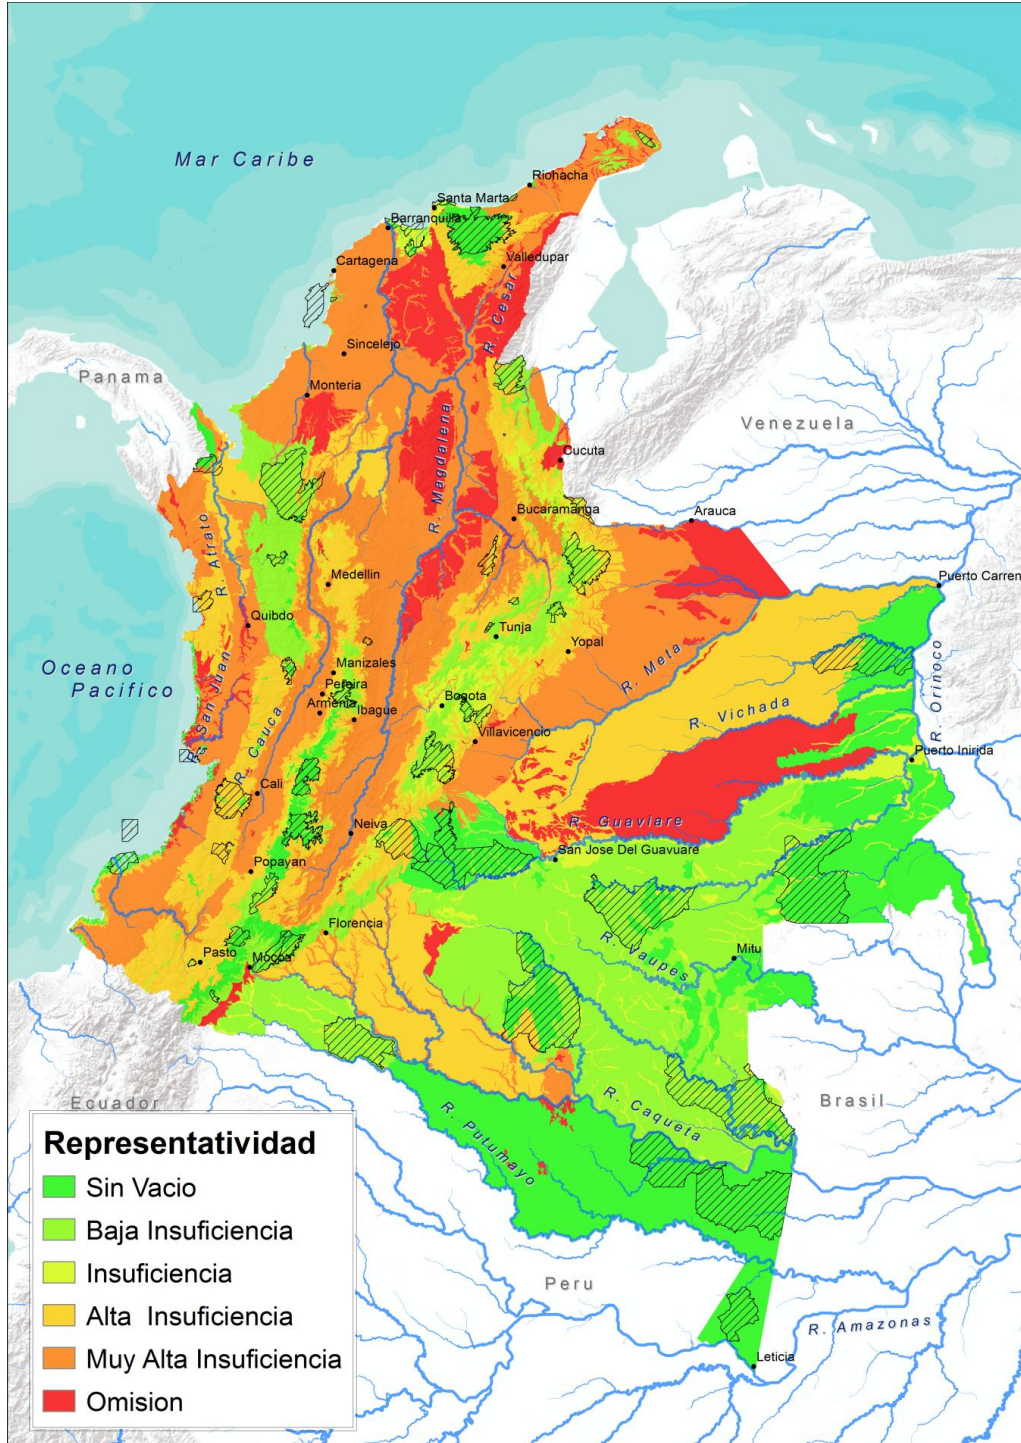 Mar Caribe
Riohacha
Santa Marta
Barranquilla
Cartagena
Valledupar
R. Cesar
Sincelejo
Panama
Monteria
Venezuela
R. Magdalena
Cucuta
Bucaramanga
Arauca
R. Atrato
Medellin
Puerto Carren
Quibdo
Tunja
Yopal
Oceano
Pacifico
R. San Juan
Manizales
Pereira
Armenia
Ibague
Bogota
R. Meta
R. Orinoco
R. Cauca
R. Vichada
Villavicencio
Puerto Inirida
Cali
Neiva
R. Guaviare
San Jose Del Guavuare
Popayan
Florencia
R. Vaupes
Mitu
Pasto
Mocoa
Ecuador
R. Caqueta
Brasil
R. Putumayo
Peru
R. Amazonas
Leticia
Representatividad
Sin Vacio
Baja Insuficiencia
Insuficiencia
Alta Insuficiencia
Muy Alta Insuficiencia
Omision